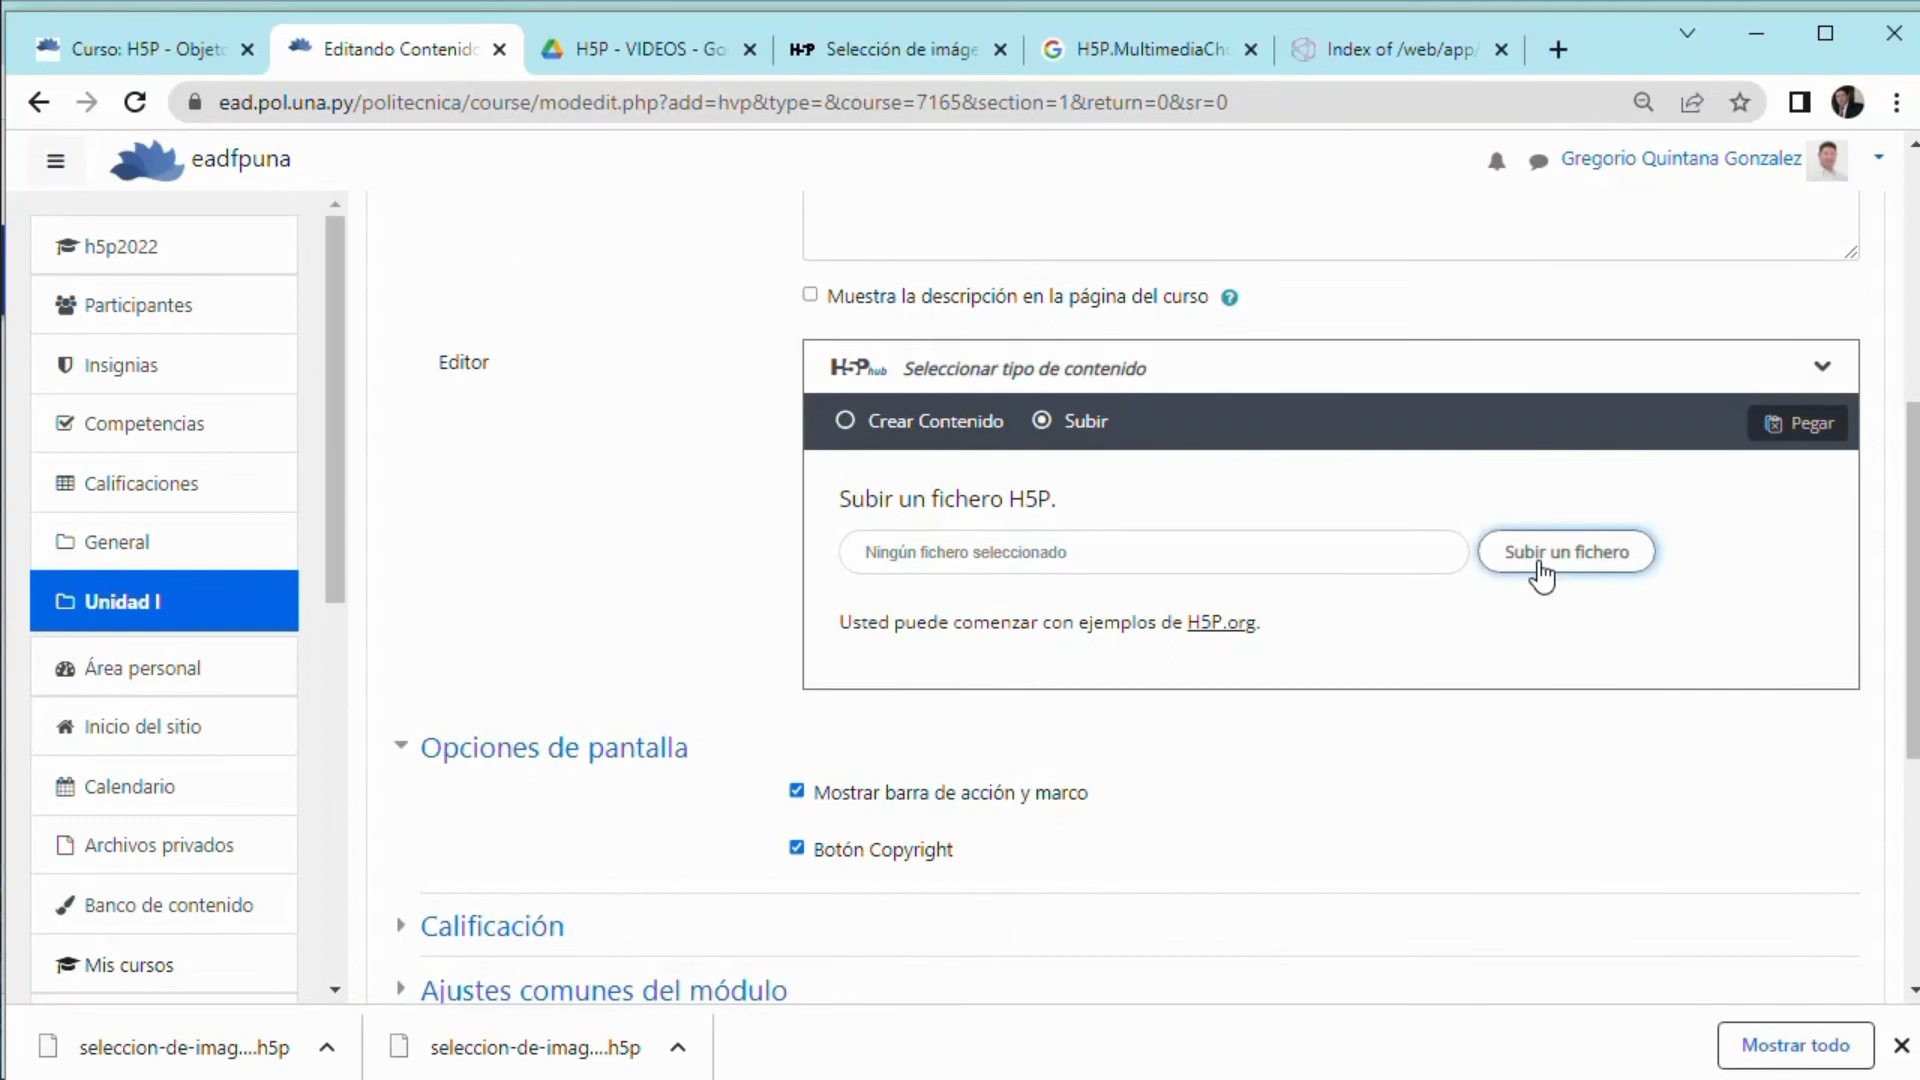 Curso: H5P - Objeto
Editando Contenido
H5P - VIDEOS - Go
H-P Selección de imáge
H5P.MultimediaCho
Index of /web/app/
ead.pol.una.py/politecnica/course/modedit.php?add=hvp&type=&course=7165&section=1&return=0&sr=0
eadfpuna
Gregorio Quintana Gonzalez
h5p2022
Participantes
Insignias
Competencias
Calificaciones
General
Unidad I
Área personal
Inicio del sitio
Calendario
Archivos privados
Banco de contenido
Mis cursos
Muestra la descripción en la página del curso
Editor
H5P hub Seleccionar tipo de contenido
Crear Contenido Subir Pegar
Subir un fichero H5P.
Ningún fichero seleccionado Subir un fichero
Usted puede comenzar con ejemplos de H5P.org.
Opciones de pantalla
Mostrar barra de acción y marco
Botón Copyright
Calificación
Ajustes comunes del módulo
seleccion-de-imag....h5p seleccion-de-imag....h5p Mostrar todo